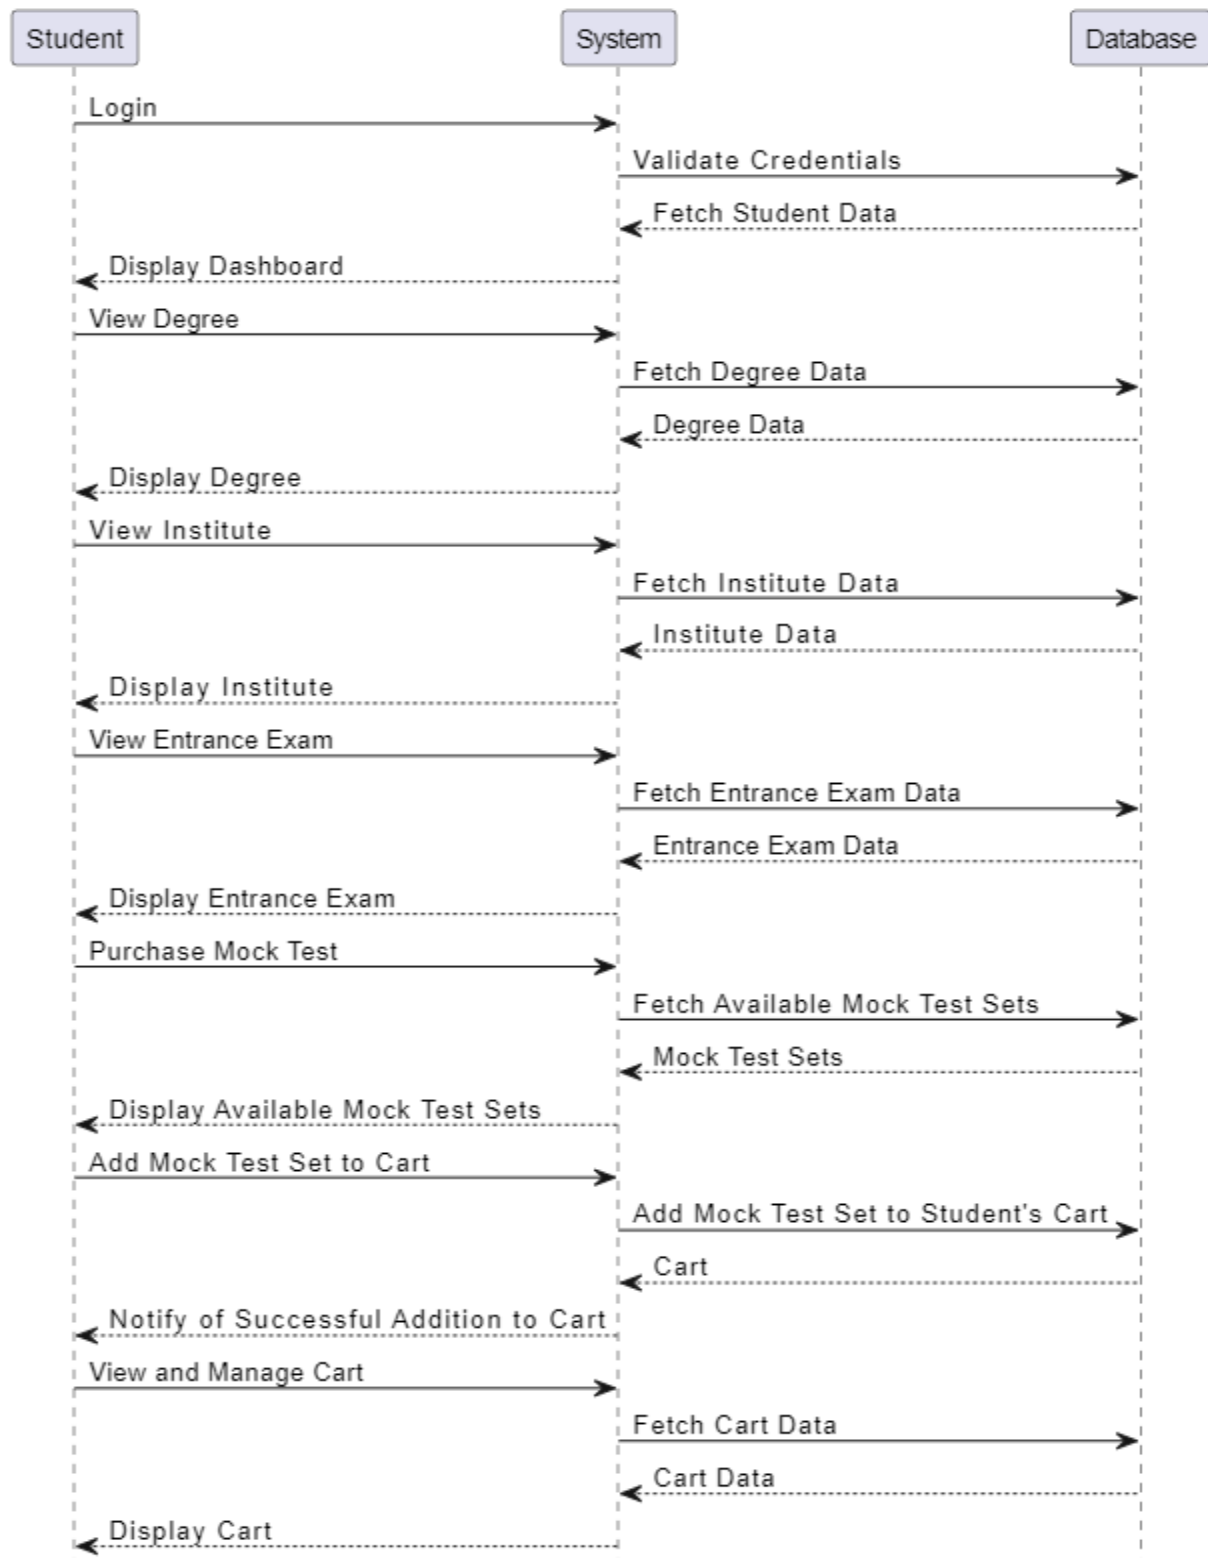 Student
System
Database
Login
Validate Credentials
Fetch Student Data
Display Dashboard
View Degree
Fetch Degree Data
Degree Data
Display Degree
View Institute
Fetch Institute Data
Institute Data
Display Institute
View Entrance Exam
Fetch Entrance Exam Data
Entrance Exam Data
Display Entrance Exam
Purchase Mock Test
Fetch Available Mock Test Sets
Mock Test Sets
Display Available Mock Test Sets
Add Mock Test Set to Cart
Add Mock Test Set to Student's Cart
Cart
Notify of Successful Addition to Cart
View and Manage Cart
Fetch Cart Data
Cart Data
Display Cart